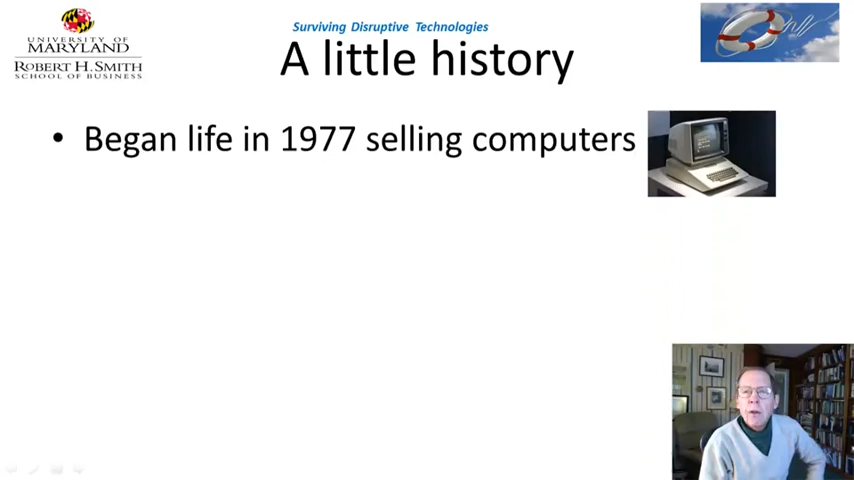 UNIVERSITY OF
MARYLAND
ROBERT H. SMITH
SCHOOL OF BUSINESS
Surviving Disruptive Technologies
A little history
• Began life in 1977 selling computers